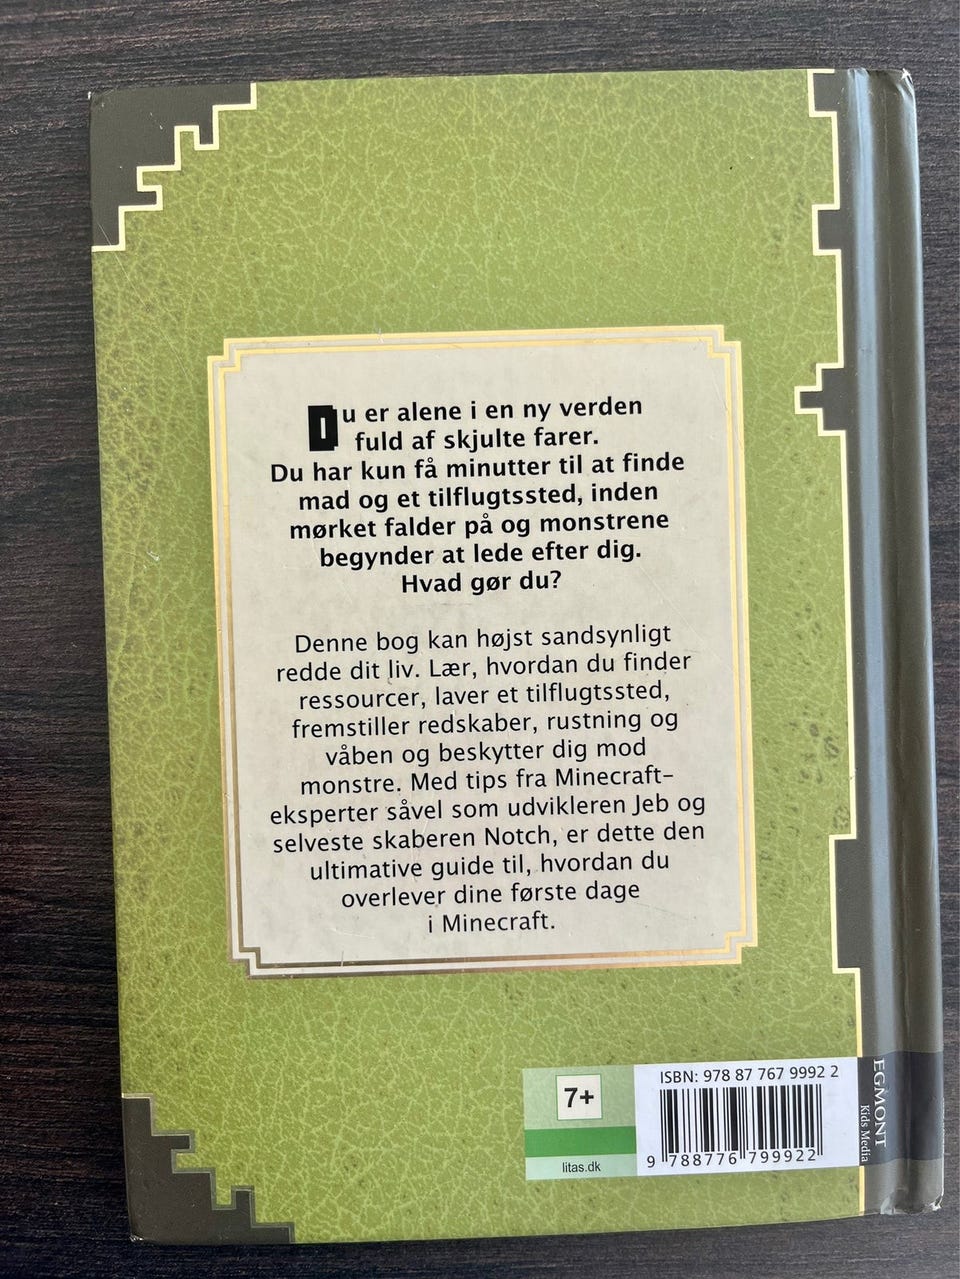 Du er alene i en ny verden
fuld af skjulte farer.
Du har kun få minutter til at finde
mad og et tilflugtssted, inden
mørket falder på og monstrene
begynder at lede efter dig.
Hvad gør du?
Denne bog kan højst sandsynligt
redde dit liv. Lær, hvordan du finder
ressourcer, laver et tilflugtssted,
fremstiller redskaber, rustning og
våben og beskytter dig mod
monstre. Med tips fra Minecraft-
eksperter såvel som udvikleren Jeb og
selveste skaberen Notch, er dette den
ultimative guide til, hvordan du
overlever dine første dage
i Minecraft.
7+
litas.dk
ISBN: 978 87 767 9992 2
9 788776 799922
EGMONT
Kids Media